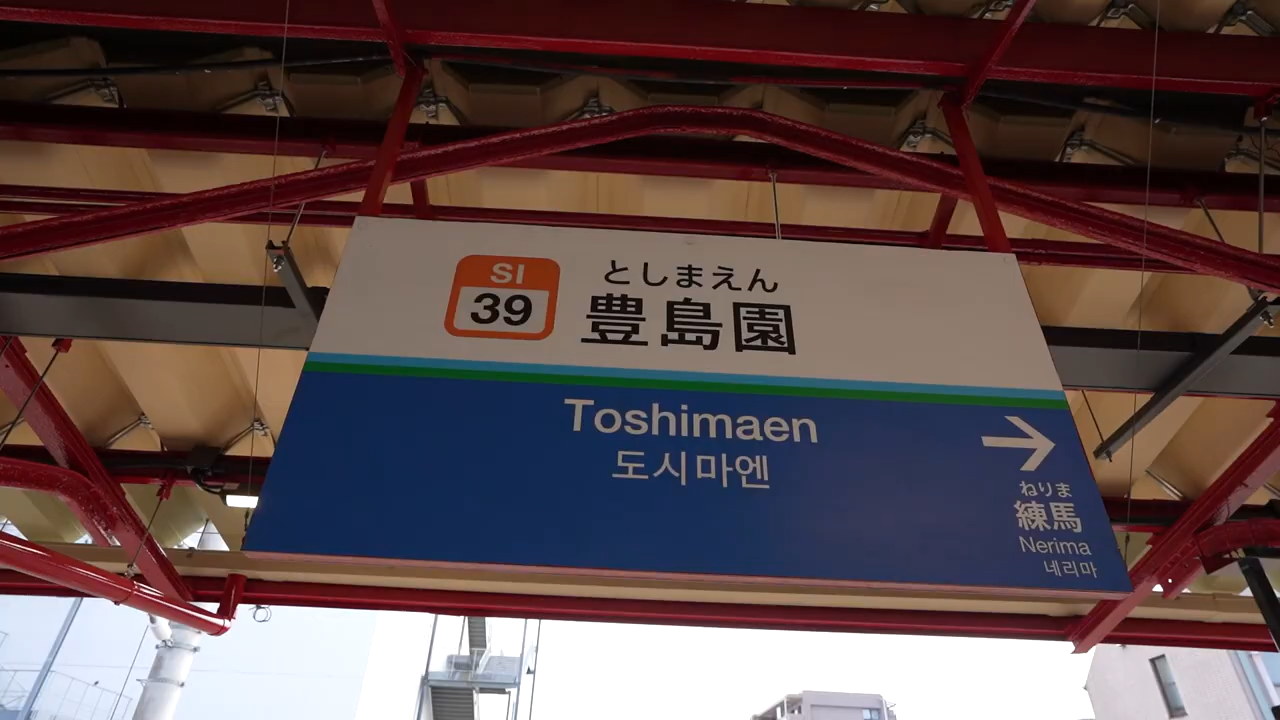 SI
39
としまえん
豊島園
Toshimaen
도시마엔
→
ねりま
練馬
Nerima
네리마